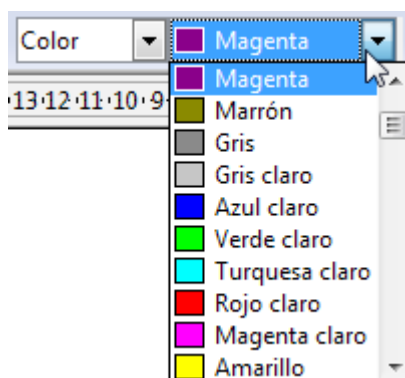 Color Magenta
Magenta
·13·12·11·10·9·
Marrón
Gris
Gris claro
Azul claro
Verde claro
Turquesa claro
Rojo claro
Magenta claro
Amarillo